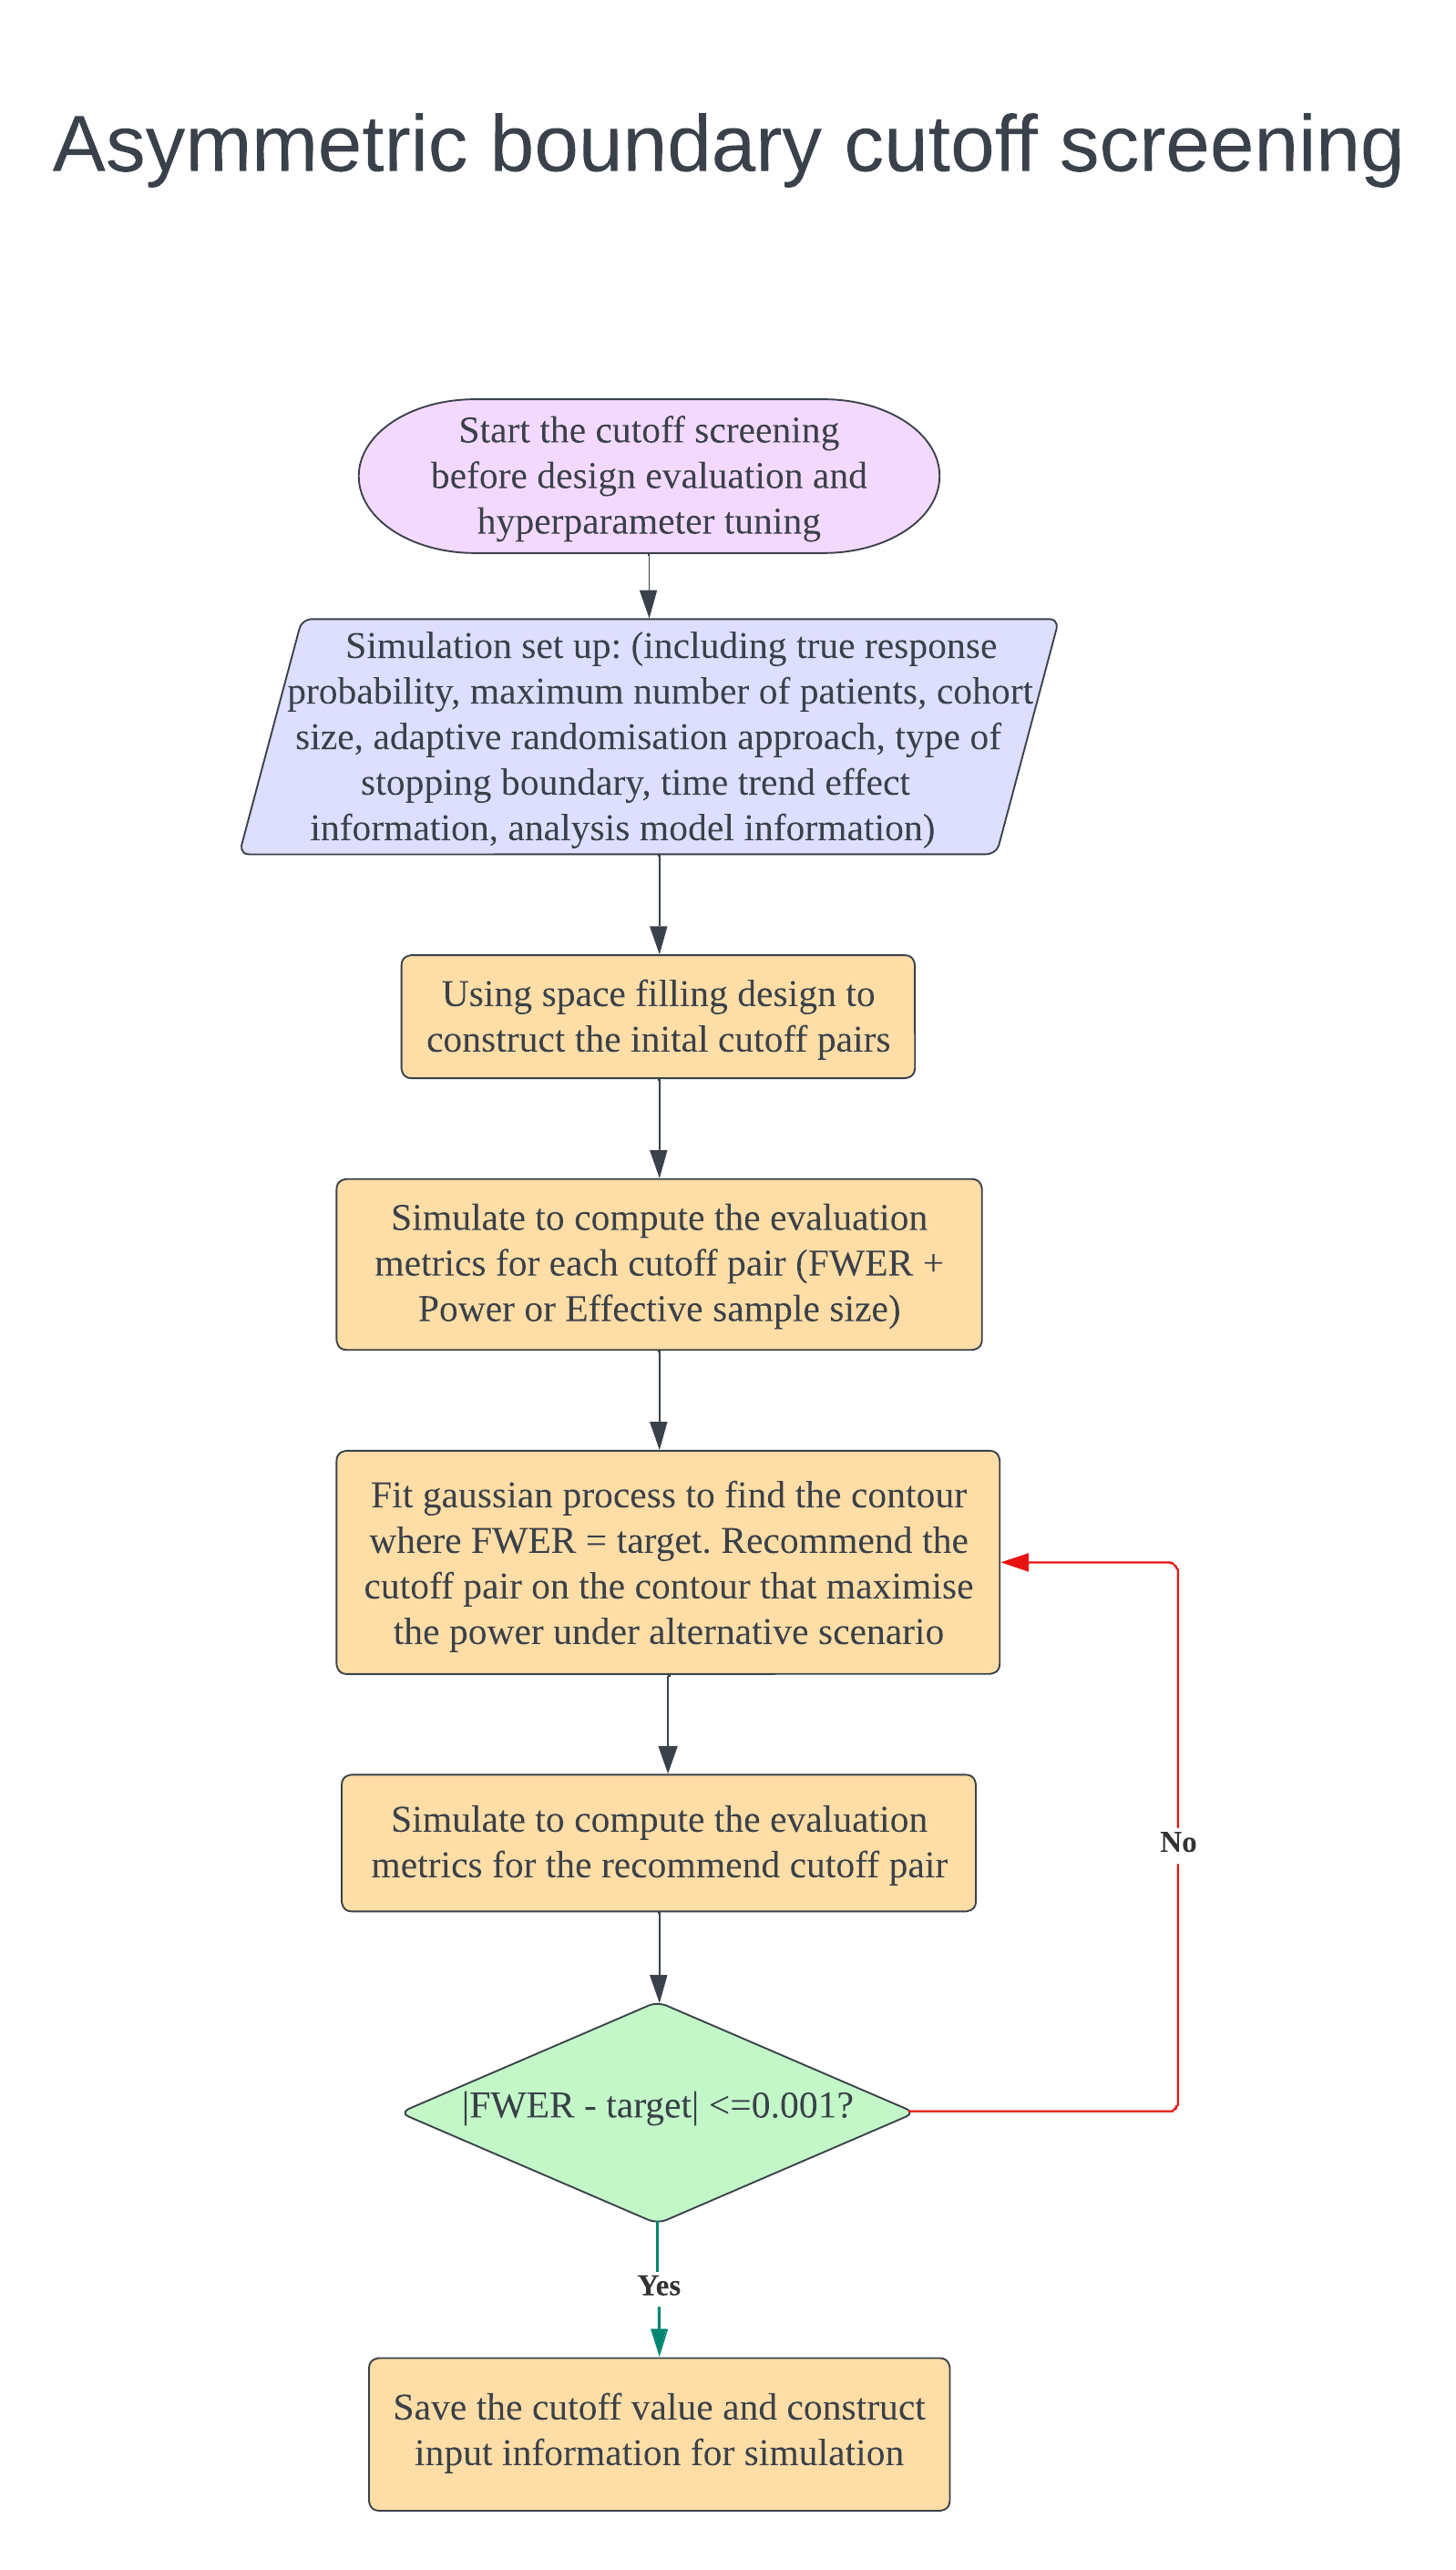 Asymmetric boundary cutoff screening
Start the cutoff screening
before design evaluation and
hyperparameter tuning
Simulation set up: (including true response
probability, maximum number of patients, cohort
size, adaptive randomisation approach, type of
stopping boundary, time trend effect
information, analysis model information)
Using space filling design to
construct the inital cutoff pairs
Simulate to compute the evaluation
metrics for each cutoff pair (FWER +
Power or Effective sample size)
Fit gaussian process to find the contour
where FWER = target. Recommend the
cutoff pair on the contour that maximise
the power under alternative scenario
Simulate to compute the evaluation
metrics for the recommend cutoff pair
No
|FWER - target| <=0.001?
Yes
Save the cutoff value and construct
input information for simulation